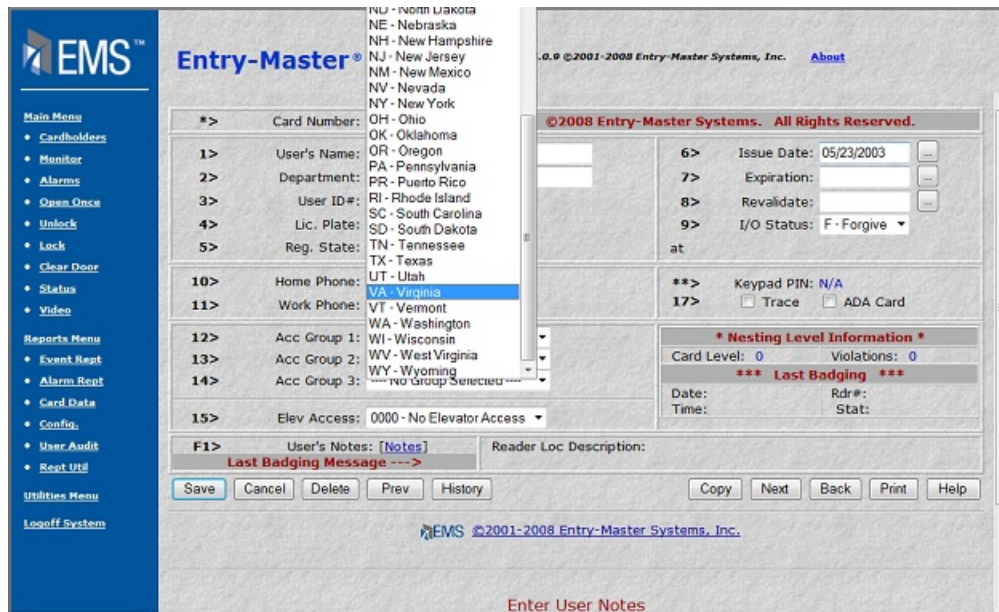 EMS™
Main Menu
Cardholders
Monitor
Alarms
Open Once
Unlock
Lock
Clear Door
Status
Video
Reports Menu
Event Rept
Alarm Rept
Card Data
Config.
User Audit
Rept Util
Utilities Menu
Logoff System
Entry-Master® .0.9 ©2001-2008 Entry-Master Systems, Inc. About
ND - North Dakota
NE - Nebraska
NH - New Hampshire
NJ - New Jersey
NM - New Mexico
NV - Nevada
NY - New York
OH - Ohio
OK - Oklahoma
OR - Oregon
PA - Pennsylvania
PR - Puerto Rico
RI - Rhode Island
SC - South Carolina
SD - South Dakota
TN - Tennessee
TX - Texas
UT - Utah
VA - Virginia
VT - Vermont
WA - Washington
WI - Wisconsin
WV - West Virginia
WY - Wyoming
*> Card Number: ©2008 Entry-Master Systems. All Rights Reserved.
1> User's Name:
2> Department:
3> User ID#:
4> Lic. Plate:
5> Reg. State:
6> Issue Date: 05/23/2003 ...
7> Expiration: ...
8> Revalidate: ...
9> I/O Status: F - Forgive
at
10> Home Phone:
11> Work Phone:
**> Keypad PIN: N/A
17> Trace ADA Card
12> Acc Group 1:
13> Acc Group 2:
14> Acc Group 3: ---- No Group Selected ----
15> Elev Access: 0000 - No Elevator Access
* Nesting Level Information *
Card Level: 0 Violations: 0
*** Last Badging ***
Date: Rdr#:
Time: Stat:
F1> User's Notes: [Notes] Reader Loc Description:
Last Badging Message --->
Save Cancel Delete Prev History Copy Next Back Print Help
EMS ©2001-2008 Entry-Master Systems, Inc.
Enter User Notes